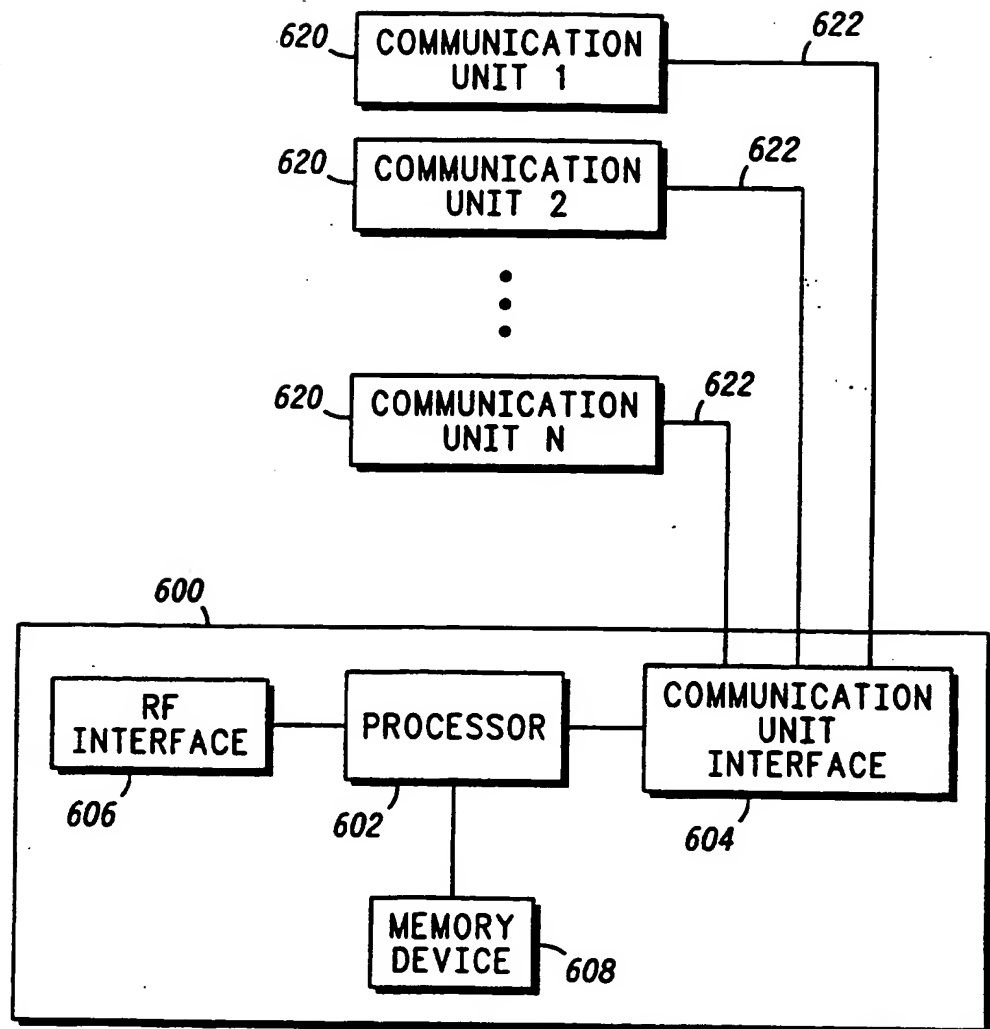 620
COMMUNICATION
UNIT 1
622
620
COMMUNICATION
UNIT 2
622
620
COMMUNICATION
UNIT N
622
600
RF
INTERFACE
606
PROCESSOR
602
COMMUNICATION
UNIT
INTERFACE
604
MEMORY
DEVICE
608